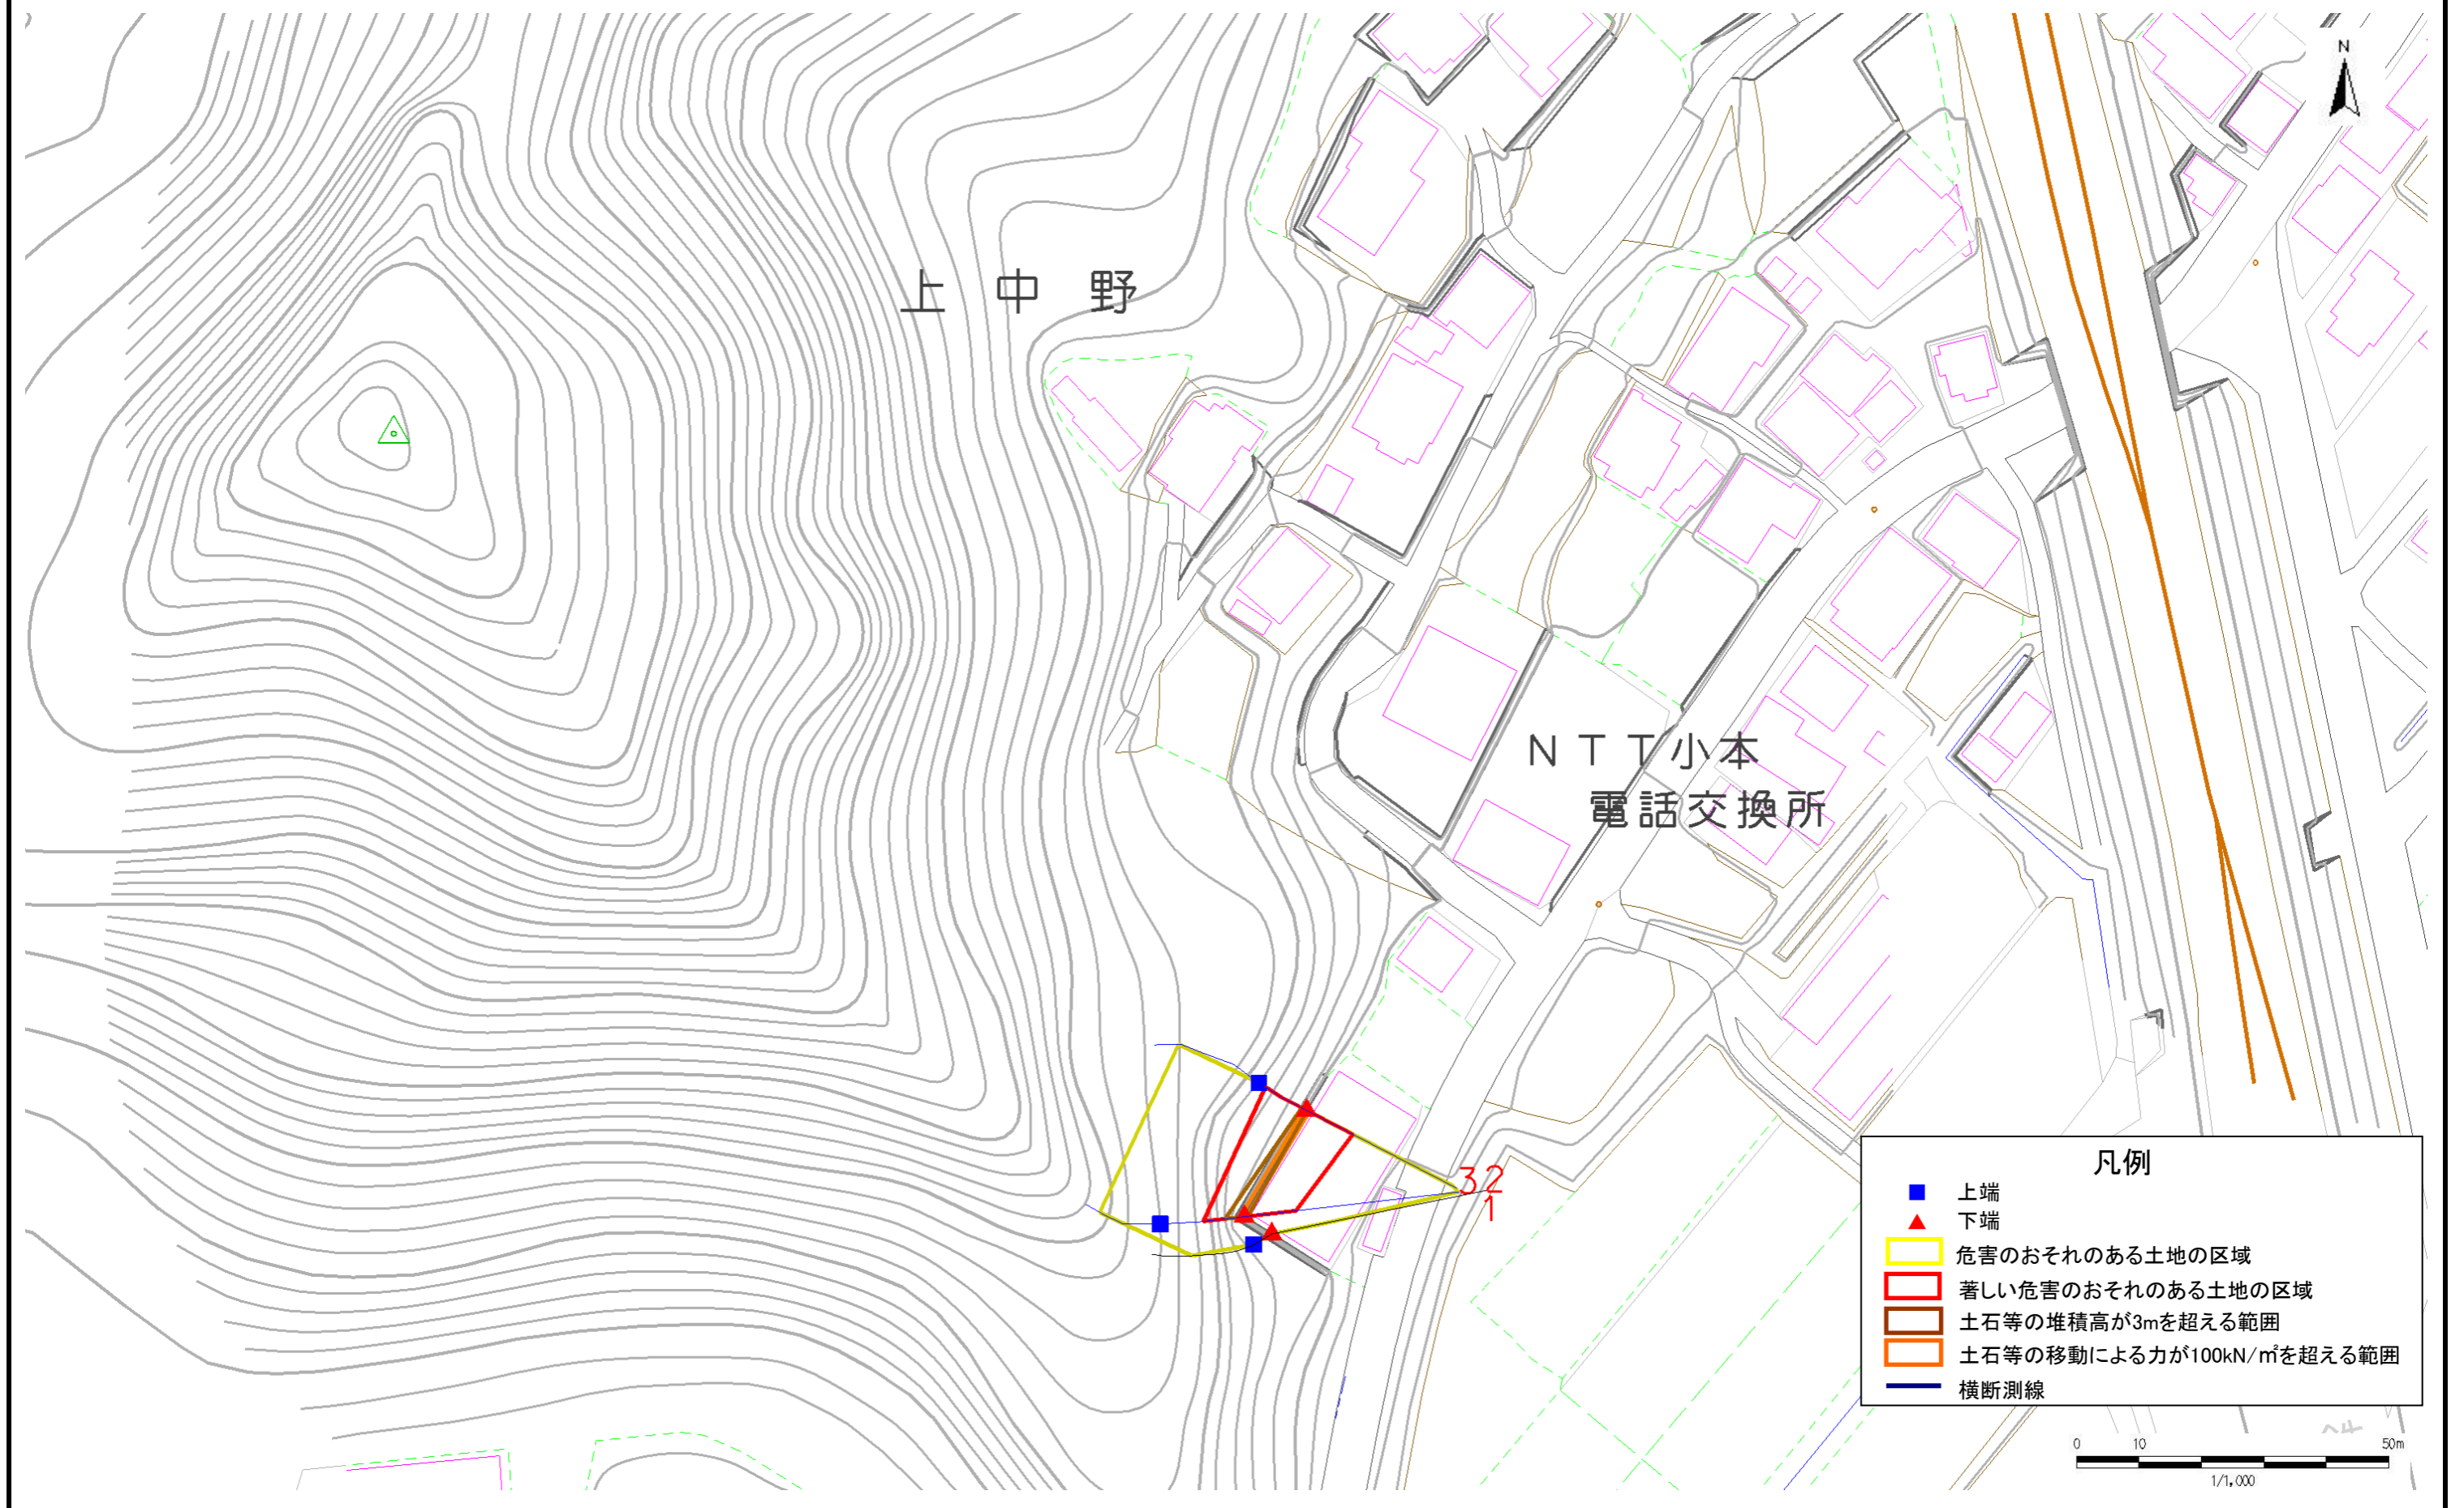 N
上中野
NTT小本
電話交換所
32
1
凡例
上端
下端
危害のおそれのある土地の区域
著しい危害のおそれのある土地の区域
土石等の堆積高が3mを超える範囲
土石等の移動による力が100kN/㎡を超える範囲
横断測線
0 10 50m
1/1,000